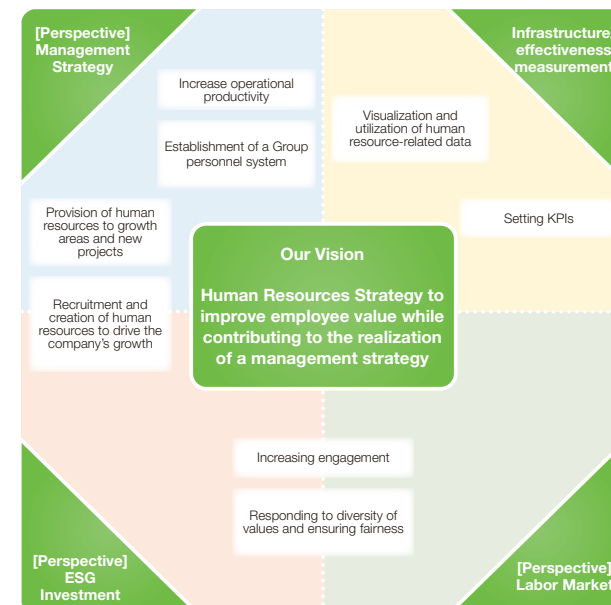 [Perspective]
Management
Strategy
Infrastructure/
effectiveness
measurement
Increase operational
productivity
Establishment of a Group
personnel system
Visualization and
utilization of human
resource-related data
Provision of human
resources to growth
areas and new
projects
Setting KPIs
Recruitment and
creation of human
resources to drive the
company's growth
Our Vision
Human Resources Strategy to
improve employee value while
contributing to the realization
of a management strategy
Increasing engagement
Responding to diversity of
values and ensuring fairness
[Perspective]
ESG
Investment
[Perspective]
Labor Market